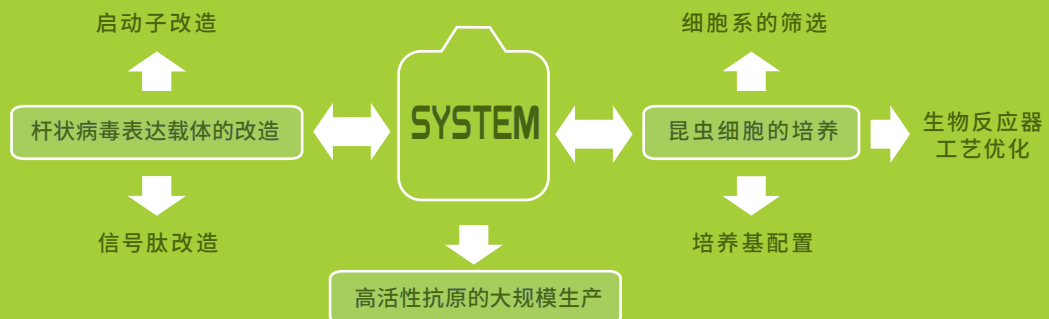 启动子改造
细胞系的筛选
杆状病毒表达载体的改造
SYSTEM
昆虫细胞的培养
生物反应器
工艺优化
信号肽改造
培养基配置
高活性抗原的大规模生产